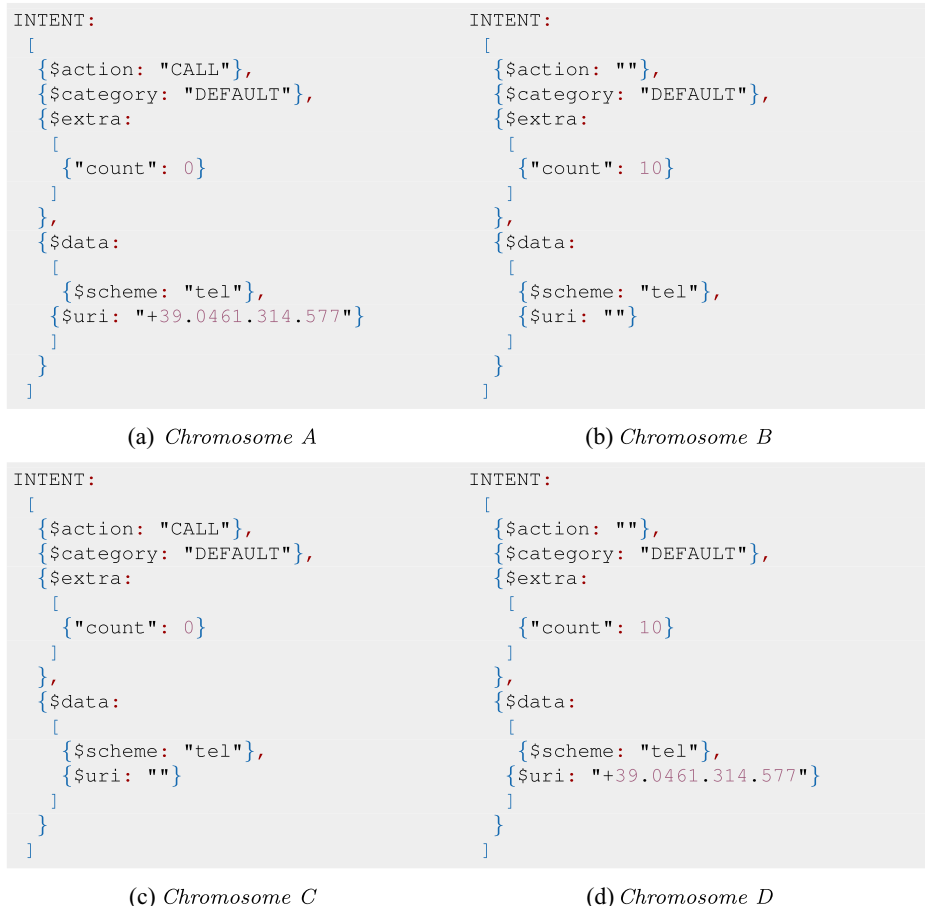 INTENT:
[
{$action: "CALL"},
{$category: "DEFAULT"},
{$extra:
[
{"count": 0}
]
},
{$data:
[
{$scheme: "tel"},
{$uri: "+39.0461.314.577"}
]
}
]
(a) Chromosome A
INTENT:
[
{$action: ""},
{$category: "DEFAULT"},
{$extra:
[
{"count": 10}
]
},
{$data:
[
{$scheme: "tel"},
{$uri: ""}
]
}
]
(b) Chromosome B
INTENT:
[
{$action: "CALL"},
{$category: "DEFAULT"},
{$extra:
[
{"count": 0}
]
},
{$data:
[
{$scheme: "tel"},
{$uri: ""}
]
}
]
(c) Chromosome C
INTENT:
[
{$action: ""},
{$category: "DEFAULT"},
{$extra:
[
{"count": 10}
]
},
{$data:
[
{$scheme: "tel"},
{$uri: "+39.0461.314.577"}
]
}
]
(d) Chromosome D